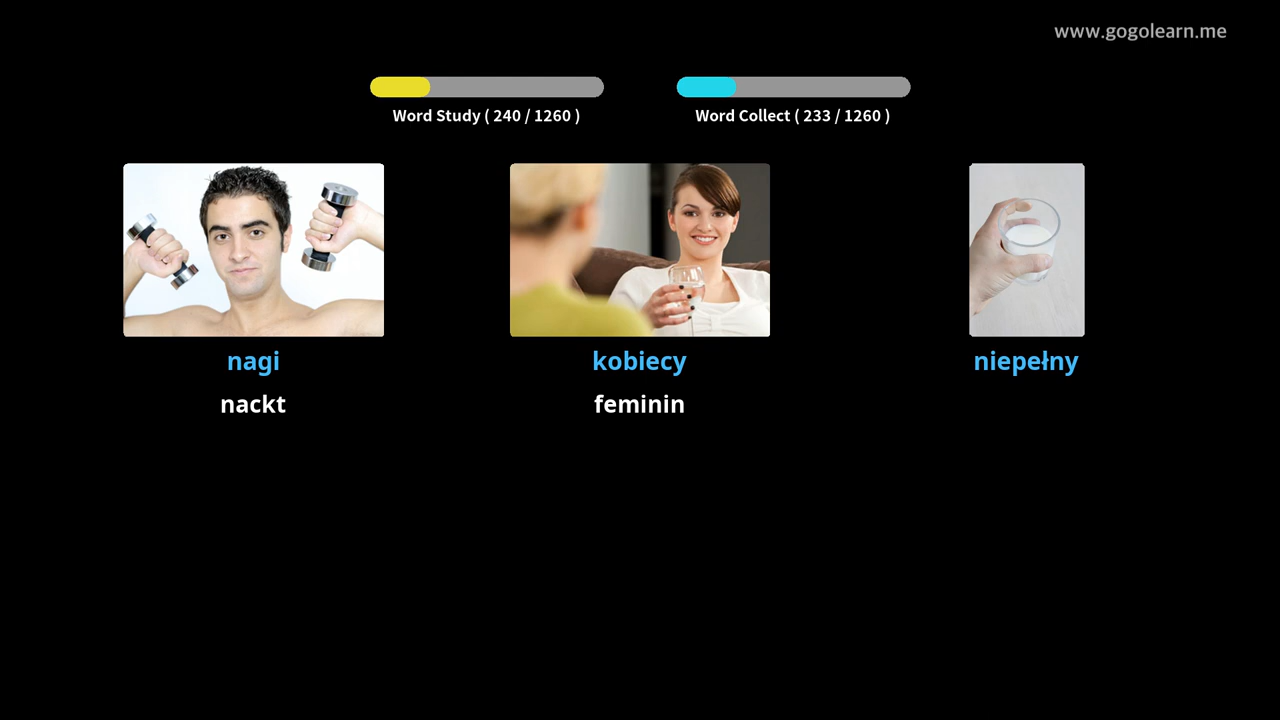 www.gogolearn.me
Word Study ( 240 / 1260 )
Word Collect ( 233 / 1260 )
nagi
kobiecy
niepełny
nackt
feminin